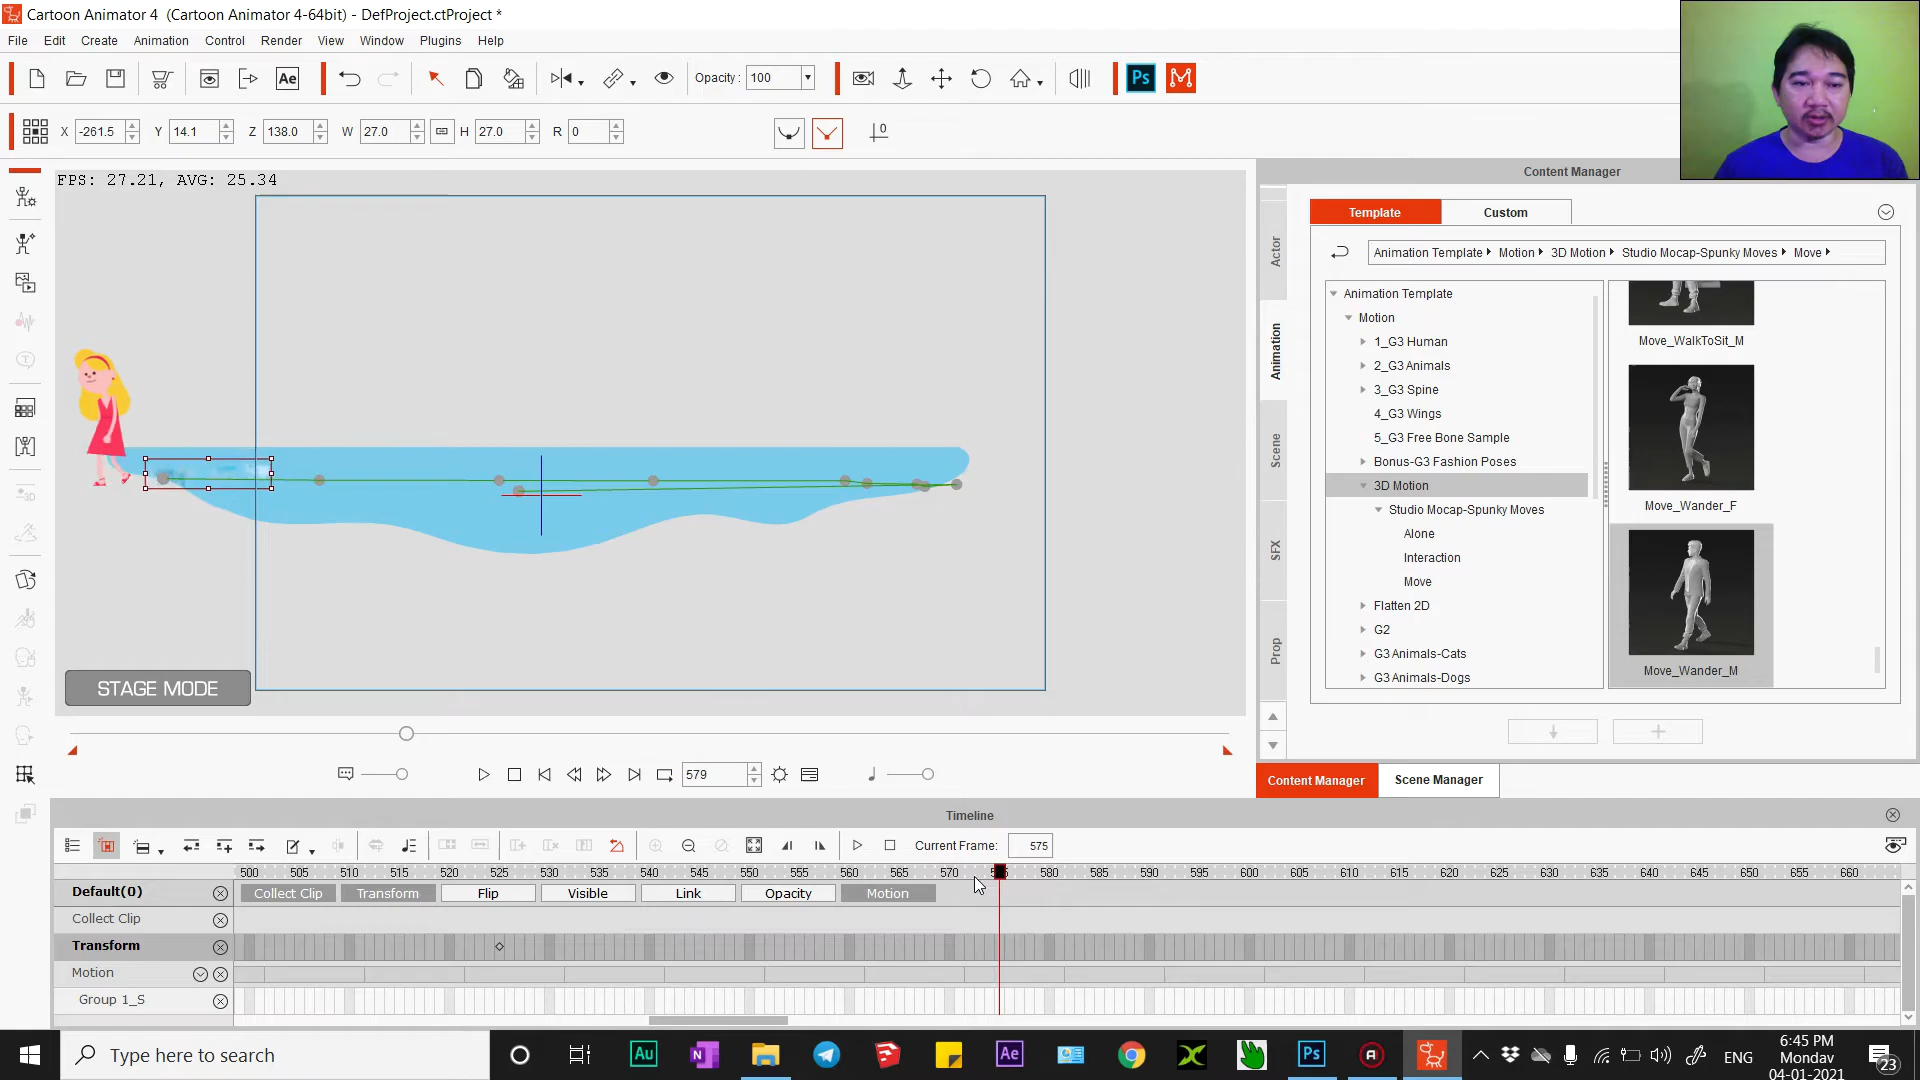 Cartoon Animator 4 (Cartoon Animator 4-64bit) - DefProject.ctProject *
File Edit Create Animation Control Render View Window Plugins Help
Ae Opacity : 100 Ps
X -261.5 Y 14.1 Z 138.0 W 27.0 H 27.0 R 0 0
FPS: 27.21, AVG: 25.34
STAGE MODE
579
Content Manager
Template Custom
Animation Template Motion 3D Motion Studio Mocap-Spunky Moves Move
Actor
Animation
Scene
SFX
Prop
Animation Template
Motion
1_G3 Human
2_G3 Animals
3_G3 Spine
4_G3 Wings
5_G3 Free Bone Sample
Bonus-G3 Fashion Poses
3D Motion
Studio Mocap-Spunky Moves
Alone
Interaction
Move
Flatten 2D
G2
G3 Animals-Cats
G3 Animals-Dogs
Move_WalkToSit_M
Move_Wander_F
Move_Wander_M
Content Manager Scene Manager
Timeline
Current Frame: 575
500 505 510 515 520 525 530 535 540 545 550 555 560 565 570 580 585 590 595 600 605 610 615 620 625 630 635 640 645 650 655 660
Default(0) Collect Clip Transform Flip Visible Link Opacity Motion
Collect Clip
Transform
Motion
Group 1_S
Type here to search
Au N Ae Ps
ENG
6:45 PM
Monday
04-01-2021
23